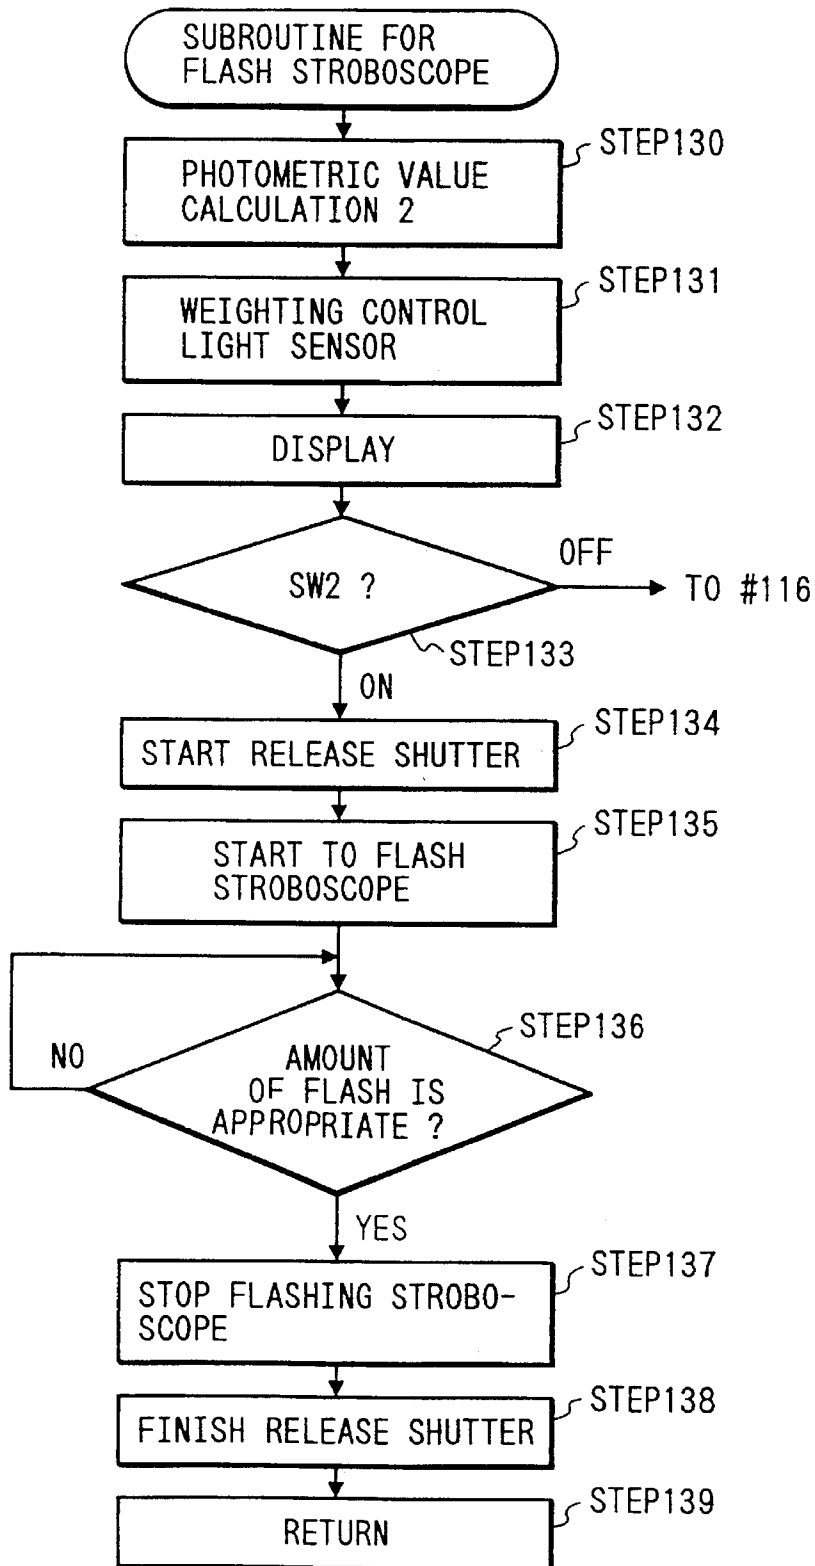 SUBROUTINE FOR
FLASH STROBOSCOPE
STEP130
PHOTOMETRIC VALUE
CALCULATION 2
STEP131
WEIGHTING CONTROL
LIGHT SENSOR
STEP132
DISPLAY
OFF
SW2 ?
TO #116
STEP133
ON
STEP134
START RELEASE SHUTTER
STEP135
START TO FLASH
STROBOSCOPE
STEP136
NO
AMOUNT
OF FLASH IS
APPROPRIATE ?
YES
STEP137
STOP FLASHING STROBO-
SCOPE
STEP138
FINISH RELEASE SHUTTER
STEP139
RETURN